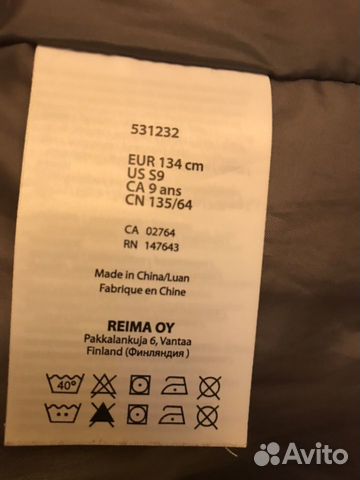 531232
EUR 134 cm
US S9
CA 9 ans
CN 135/64
CA 02764
RN 147643
Made in China/Luan
Fabrique en Chine
REIMA OY
Pakkalankuja 6, Vantaa
Finland (Финляндия)
40°
Avito